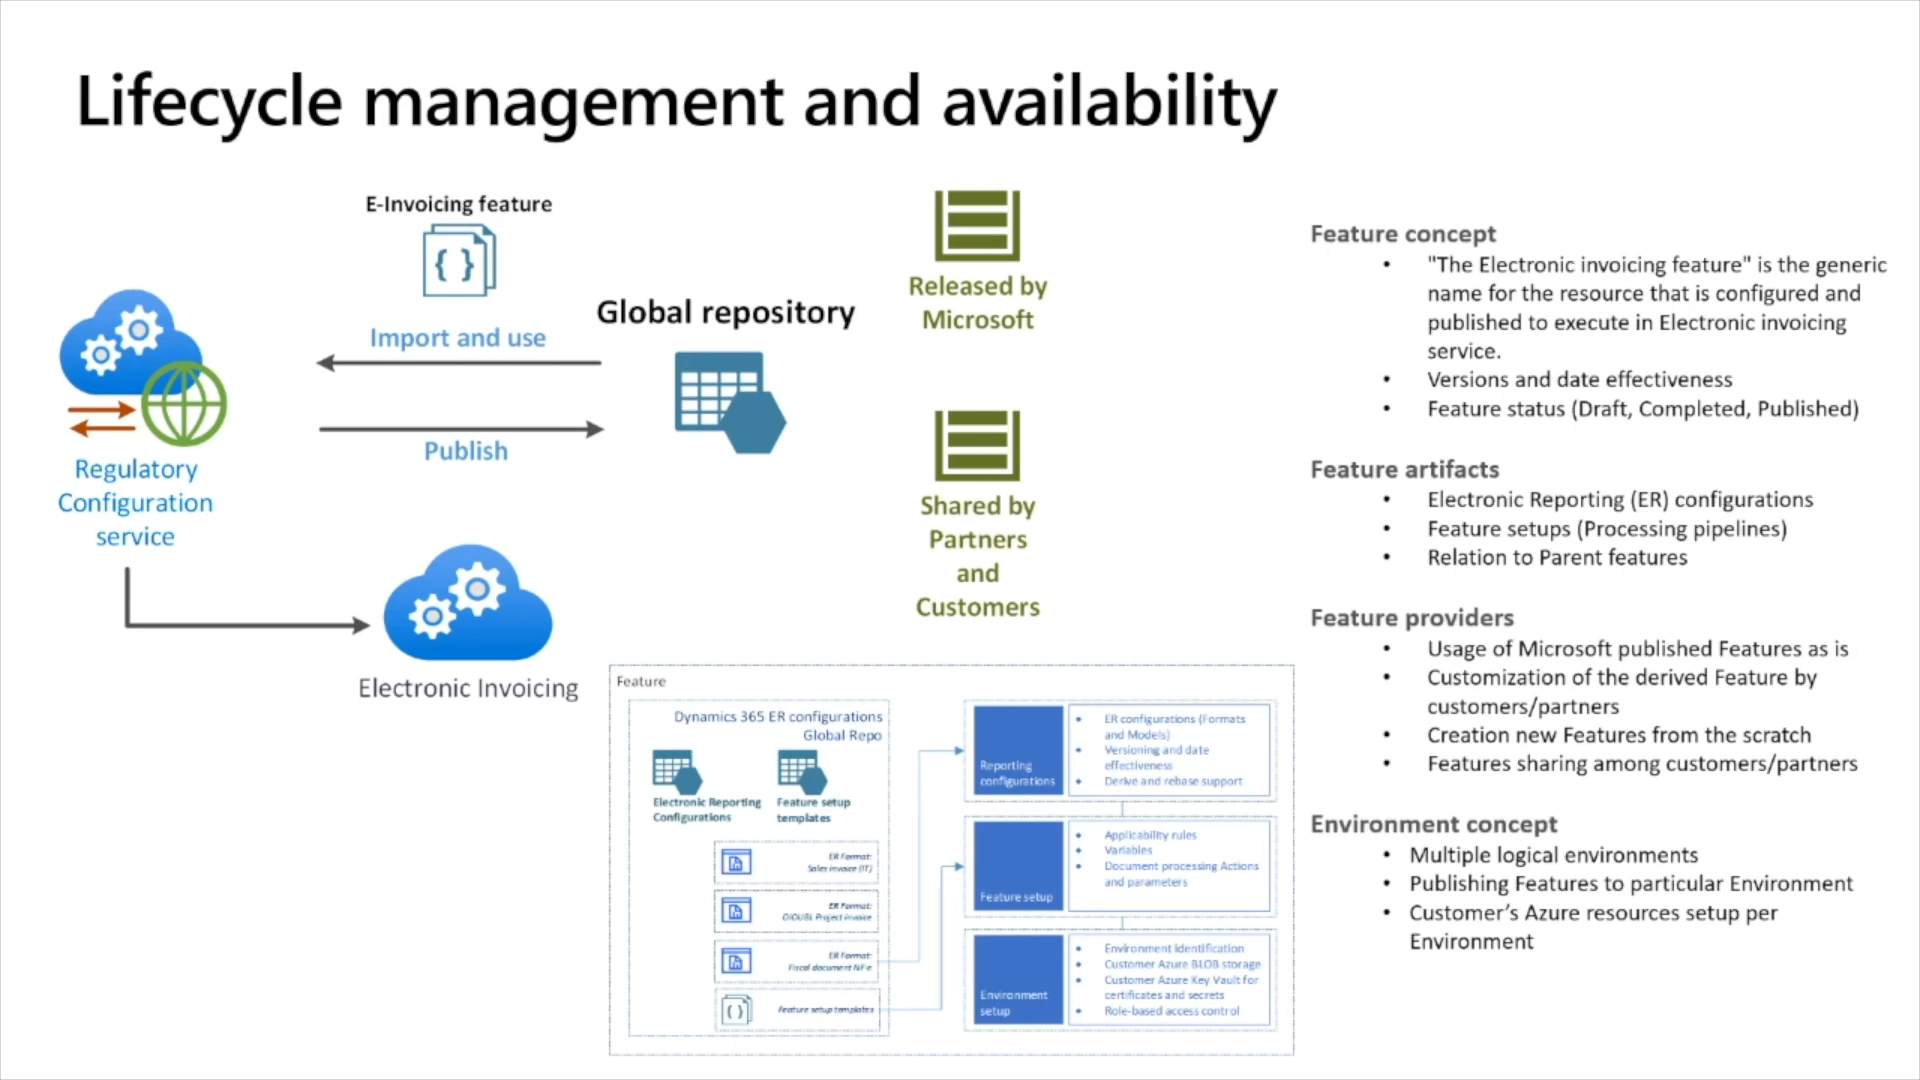 Lifecycle management and availability
E-Invoicing feature
{ }
Import and use
Publish
Global repository
Regulatory
Configuration
service
Electronic Invoicing
Released by
Microsoft
Shared by
Partners
and
Customers
Feature
Dynamics 365 ER configurations
Global Repo
Electronic Reporting
Configurations
Feature setup
templates
ER Format:
Sales invoice (IT)
ER Format:
OIOUBL Project invoice
ER Format:
Fiscal document NF-e
{ }
Feature setup templates
Reporting
configurations
• ER configurations (Formats
and Models)
• Versioning and date
effectiveness
• Derive and rebase support
Feature setup
• Applicability rules
• Variables
• Document processing Actions
and parameters
Environment
setup
• Environment identification
• Customer Azure BLOB storage
• Customer Azure Key Vault for
certificates and secrets
• Role-based access control
Feature concept
• "The Electronic invoicing feature" is the generic
name for the resource that is configured and
published to execute in Electronic invoicing
service.
• Versions and date effectiveness
• Feature status (Draft, Completed, Published)
Feature artifacts
• Electronic Reporting (ER) configurations
• Feature setups (Processing pipelines)
• Relation to Parent features
Feature providers
• Usage of Microsoft published Features as is
• Customization of the derived Feature by
customers/partners
• Creation new Features from the scratch
• Features sharing among customers/partners
Environment concept
• Multiple logical environments
• Publishing Features to particular Environment
• Customer’s Azure resources setup per
Environment